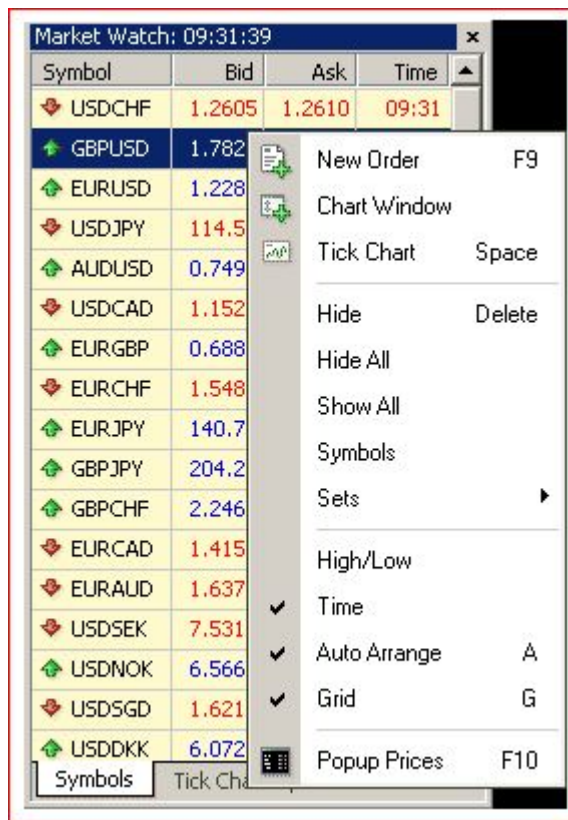 Market Watch: 09:31:39
Symbol Bid Ask Time
USDCHF 1.2605 1.2610 09:31
GBPUSD 1.782
EURUSD 1.228
USDJPY 114.5
AUDUSD 0.749
USDCAD 1.152
EURGBP 0.688
EURCHF 1.548
EURJPY 140.7
GBPJPY 204.2
GBPCHF 2.246
EURCAD 1.415
EURAUD 1.637
USDSEK 7.531
USDNOK 6.566
USDSGD 1.621
USDDKK 6.072
Symbols Tick Cha
New Order F9
Chart Window
Tick Chart Space
Hide Delete
Hide All
Show All
Symbols
Sets
High/Low
Time
Auto Arrange A
Grid G
Popup Prices F10